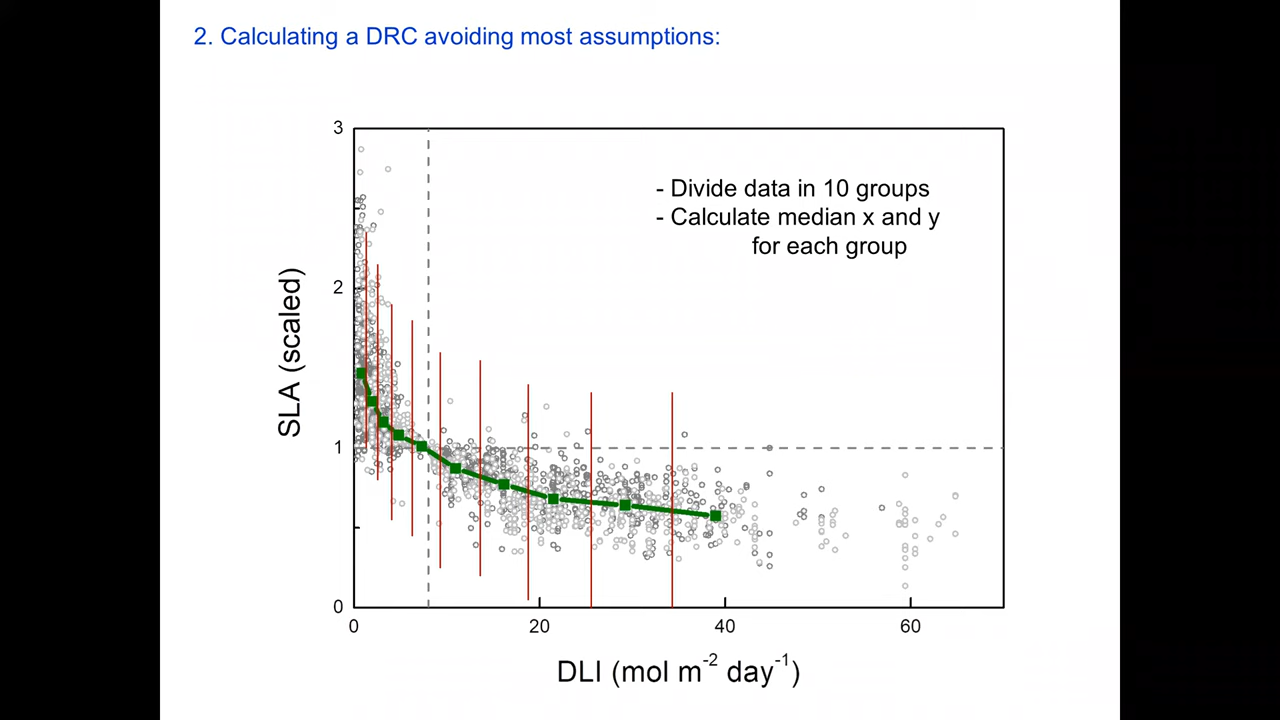 2. Calculating a DRC avoiding most assumptions:
3
- Divide data in 10 groups
- Calculate median x and y
for each group
2
SLA (scaled)
1
0
0 20 40 60
DLI (mol m⁻² day⁻¹)